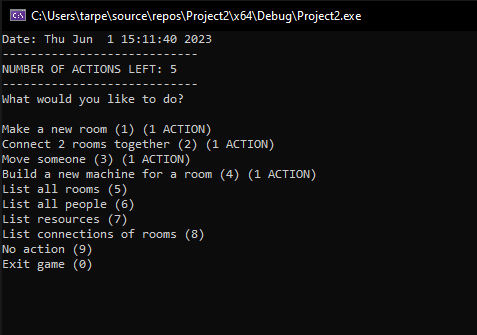 C:\Users\tarpe\source\repos\Project2\x64\Debug\Project2.exe
Date: Thu Jun  1 15:11:40 2023
---------------------------
NUMBER OF ACTIONS LEFT: 5
---------------------------
What would you like to do?
Make a new room (1) (1 ACTION)
Connect 2 rooms together (2) (1 ACTION)
Move someone (3) (1 ACTION)
Build a new machine for a room (4) (1 ACTION)
List all rooms (5)
List all people (6)
List resources (7)
List connections of rooms (8)
No action (9)
Exit game (0)